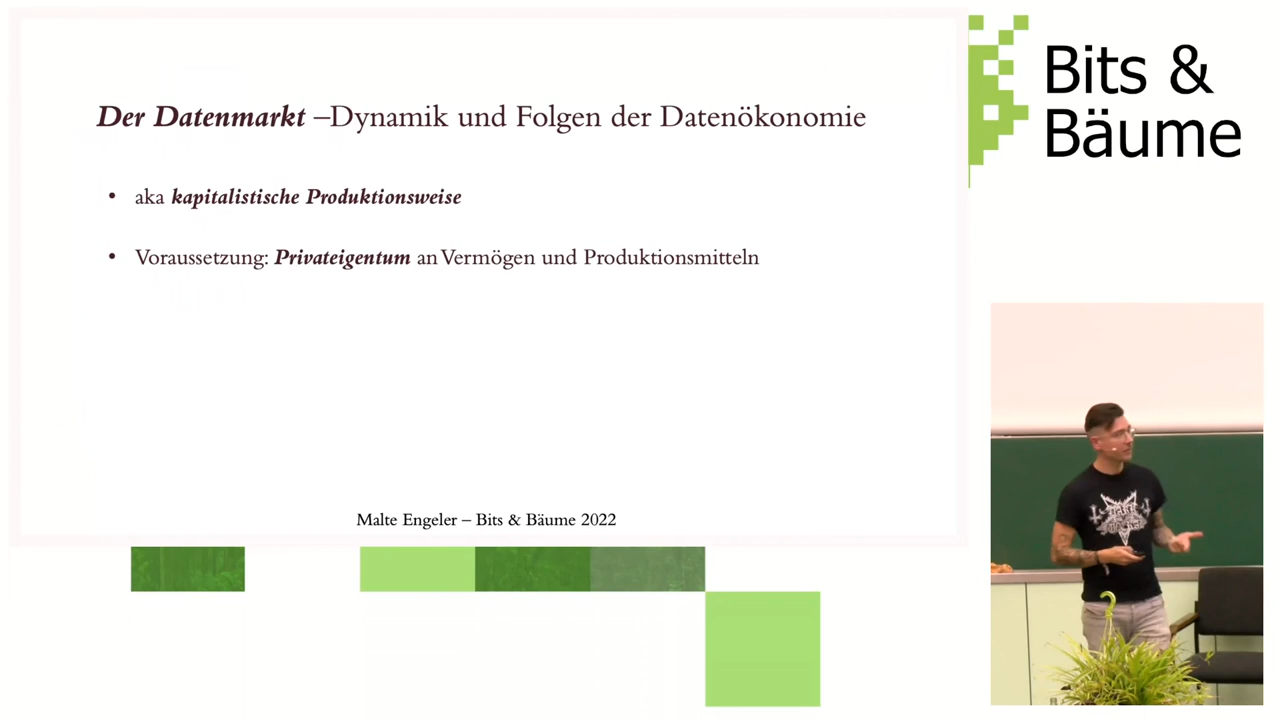 Der Datenmarkt –Dynamik und Folgen der Datenökonomie
• aka kapitalistische Produktionsweise
• Voraussetzung: Privateigentum an Vermögen und Produktionsmitteln
Malte Engeler – Bits & Bäume 2022
Bits &
Bäume